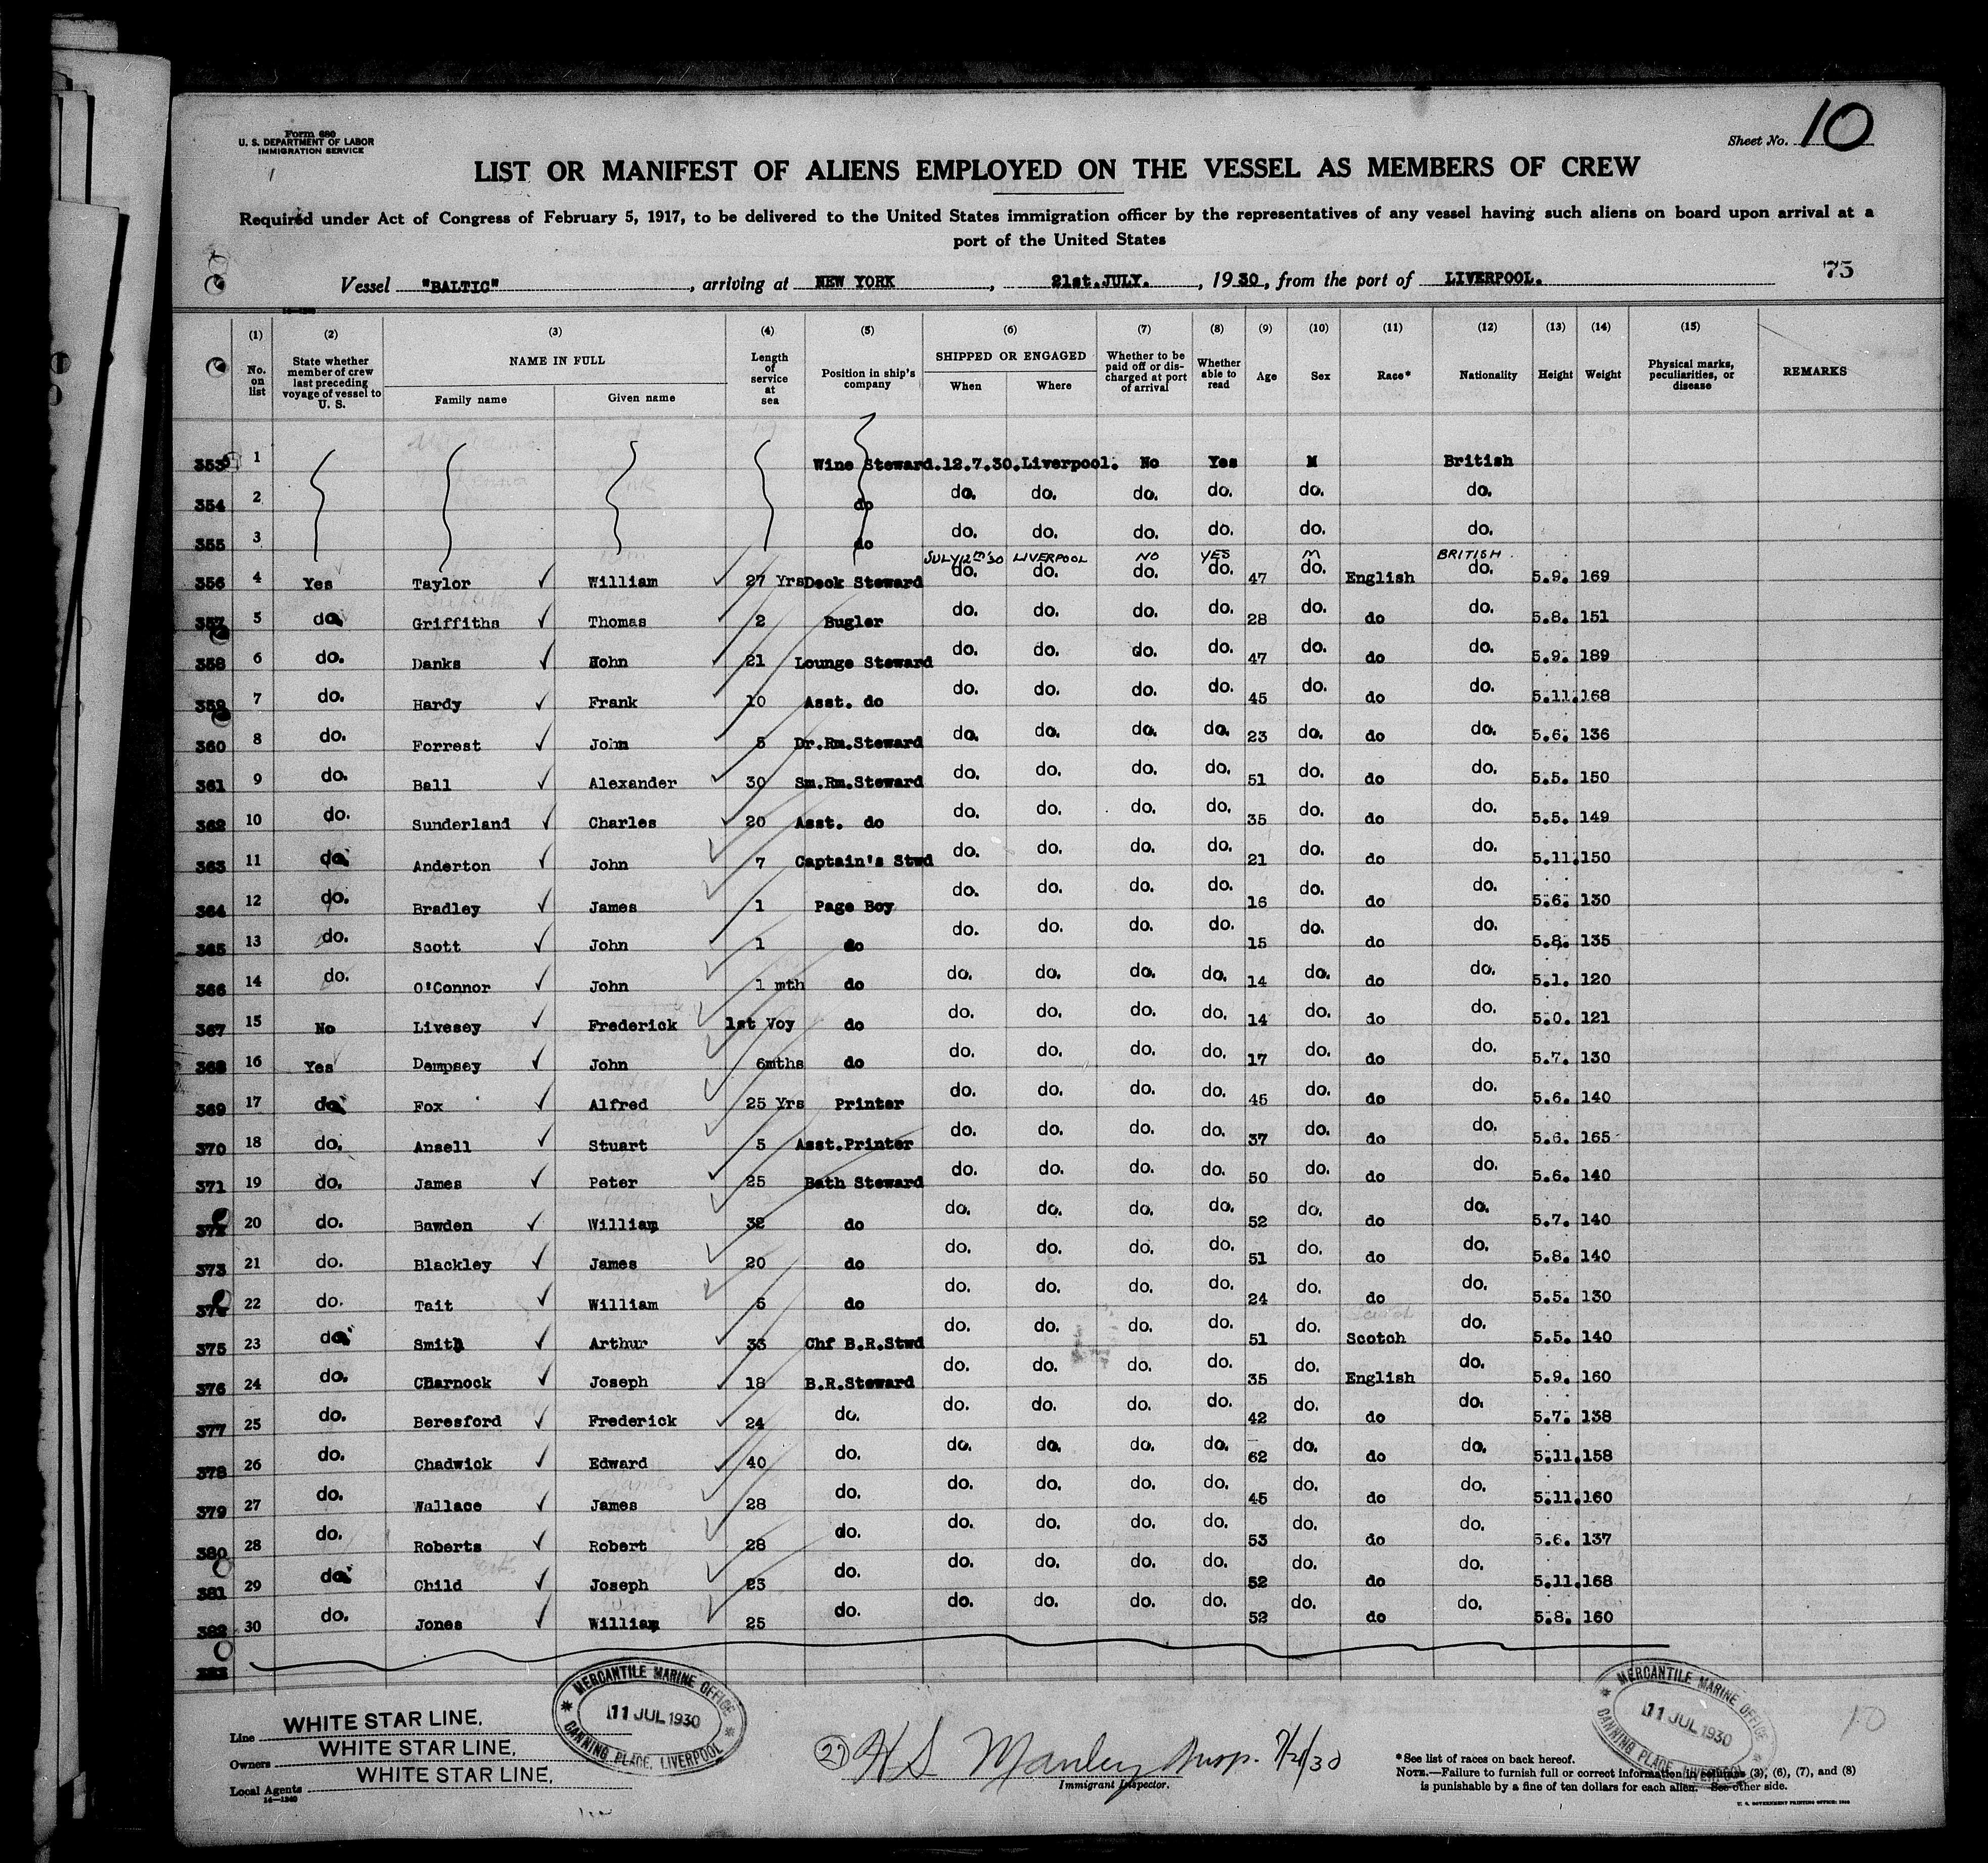 Form 680
U. S. DEPARTMENT OF LABOR
IMMIGRATION SERVICE
Sheet No. 10
LIST OR MANIFEST OF ALIENS EMPLOYED ON THE VESSEL AS MEMBERS OF CREW
Required under Act of Congress of February 5, 1917, to be delivered to the United States immigration officer by the representatives of any vessel having such aliens on board upon arrival at a
port of the United States
75
Vessel "BALTIC", arriving at NEW YORK, 21st.JULY., 1930, from the port of LIVERPOOL.
(1) (2) (3) (4) (5) (6) (7) (8) (9) (10) (11) (12) (13) (14) (15)
No. on list
State whether member of crew last preceding voyage of vessel to U. S.
NAME IN FULL
Family name Given name
Length of service at sea
Position in ship's company
SHIPPED OR ENGAGED
When Where
Whether to be paid off or discharged at port of arrival
Whether able to read
Age
Sex
Race*
Nationality
Height
Weight
Physical marks, peculiarities, or disease
REMARKS
353 1 Wine Steward.12.7.30.Liverpool. No Yes M British
354 2 do do. do. do. do. do. do.
355 3 do do. do. do. do. do. do.
JULY 12th '30 LIVERPOOL NO YES M BRITISH
356 4 Yes Taylor William 27 Yrs Deck Steward do. do. do. do. 47 do. English do. 5.9. 169
357 5 do. Griffiths Thomas 2 Bugler do. do. do. do. 28 do. do do. 5.8. 151
358 6 do. Danks Hohn 21 Lounge Steward do. do. do. do. 47 do. do do. 5.9. 189
359 7 do. Hardy Frank 10 Asst. do do. do. do. do. 45 do. do do. 5.11. 168
360 8 do. Forrest John 5 Dr.Rm.Steward do. do. do. do. 23 do. do do. 5.6. 136
361 9 do. Ball Alexander 30 Sm.Rm.Steward do. do. do. do. 51 do. do do. 5.5. 150
362 10 do. Sunderland Charles 20 Asst. do do. do. do. do. 35 do. do do. 5.5. 149
363 11 do. Anderton John 7 Captain's Stwd do. do. do. do. 21 do. do do. 5.11. 150
364 12 do. Bradley James 1 Page Boy do. do. do. do. 16 do. do do. 5.6. 130
365 13 do. Scott John 1 do do. do. do. do. 15 do. do do. 5.8. 135
366 14 do. O'Connor John 1 mth do do. do. do. do. 14 do. do do. 5.1. 120
367 15 No Livesey Frederick 1st Voy do do. do. do. do. 14 do. do do. 5.0. 121
368 16 Yes Dempsey John 6mths do do. do. do. do. 17 do. do do. 5.7. 130
369 17 do. Fox Alfred 25 Yrs Printer do. do. do. do. 45 do. do do. 5.6. 140
370 18 do. Ansell Stuart 5 Asst.Printer do. do. do. do. 37 do. do do. 5.6. 165
371 19 do. James Peter 25 Bath Steward do. do. do. do. 50 do. do do. 5.6. 140
372 20 do. Bawden William 32 do do. do. do. do. 52 do. do do. 5.7. 140
373 21 do. Blackley James 20 do do. do. do. do. 51 do. do do. 5.8. 140
374 22 do. Tait William 5 do do. do. do. do. 24 do. do do. 5.5. 130
375 23 do. Smith Arthur 33 Chf B.R.Stwd do. do. do. do. 51 do. Scotch do. 5.5. 140
376 24 do. Charnock Joseph 18 B.R.Steward do. do. do. do. 35 do. English do. 5.9. 160
377 25 do. Beresford Frederick 24 do. do. do. do. do. 42 do. do do. 5.7. 138
378 26 do. Chadwick Edward 40 do. do. do. do. do. 62 do. do do. 5.11. 158
379 27 do. Wallace James 28 do. do. do. do. do. 45 do. do do. 5.11. 160
380 28 do. Roberts Robert 28 do. do. do. do. do. 53 do. do do. 5.6. 137
381 29 do. Child Joseph 23 do. do. do. do. do. 52 do. do do. 5.11. 168
382 30 do. Jones William 25 do. do. do. do. do. 52 do. do do. 5.8. 160
383
Line WHITE STAR LINE.
Owners WHITE STAR LINE.
Local Agents WHITE STAR LINE.
MERCANTILE MARINE OFFICE
11 JUL 1930
CANNING PLACE, LIVERPOOL
27 H S Manley Insp. 7/21/30
Immigrant Inspector.
MERCANTILE MARINE OFFICE
11 JUL 1930
CANNING PLACE, LIVERPOOL
10
*See list of races on back hereof.
NOTE.—Failure to furnish full or correct information in columns (3), (6), (7), and (8)
is punishable by a fine of ten dollars for each alien. See other side.
U. S. GOVERNMENT PRINTING OFFICE: 1930